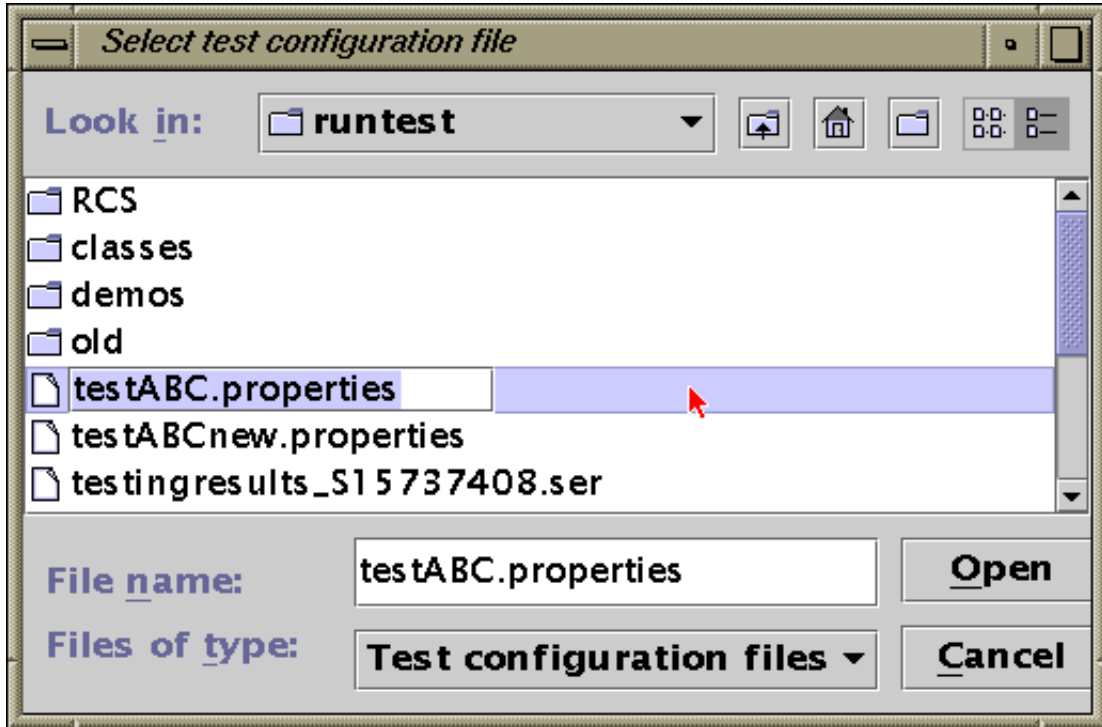 Select test configuration file
Look in: runtest
RCS
classes
demos
old
testABC.properties
testABCnew.properties
testingresults_S15737408.ser
File name: testABC.properties Open
Files of type: Test configuration files Cancel